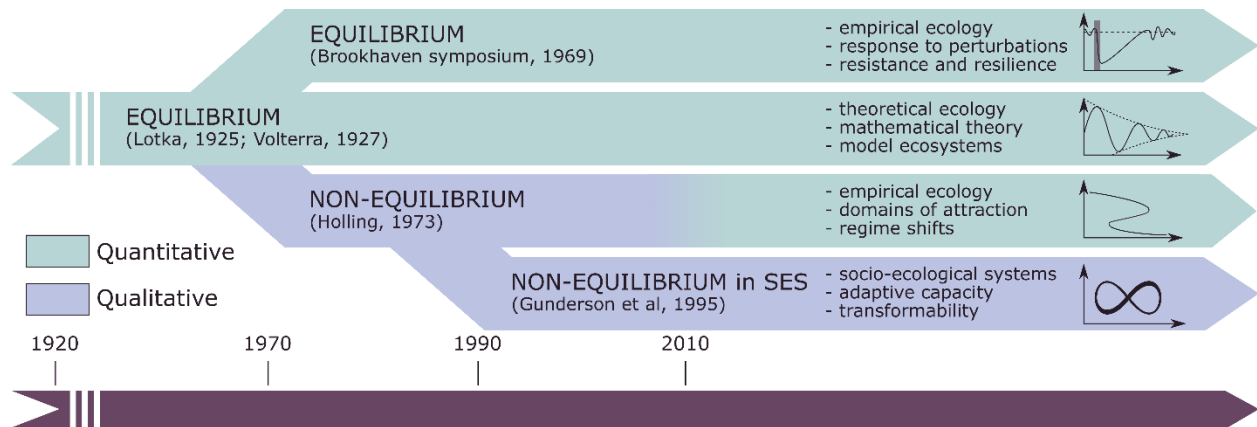 EQUILIBRIUM
(Brookhaven symposium, 1969)
- empirical ecology
- response to perturbations
- resistance and resilience
EQUILIBRIUM
(Lotka, 1925; Volterra, 1927)
- theoretical ecology
- mathematical theory
- model ecosystems
NON-EQUILIBRIUM
(Holling, 1973)
- empirical ecology
- domains of attraction
- regime shifts
Quantitative
Qualitative
NON-EQUILIBRIUM in SES
(Gunderson et al, 1995)
- socio-ecological systems
- adaptive capacity
- transformability
1920 1970 1990 2010